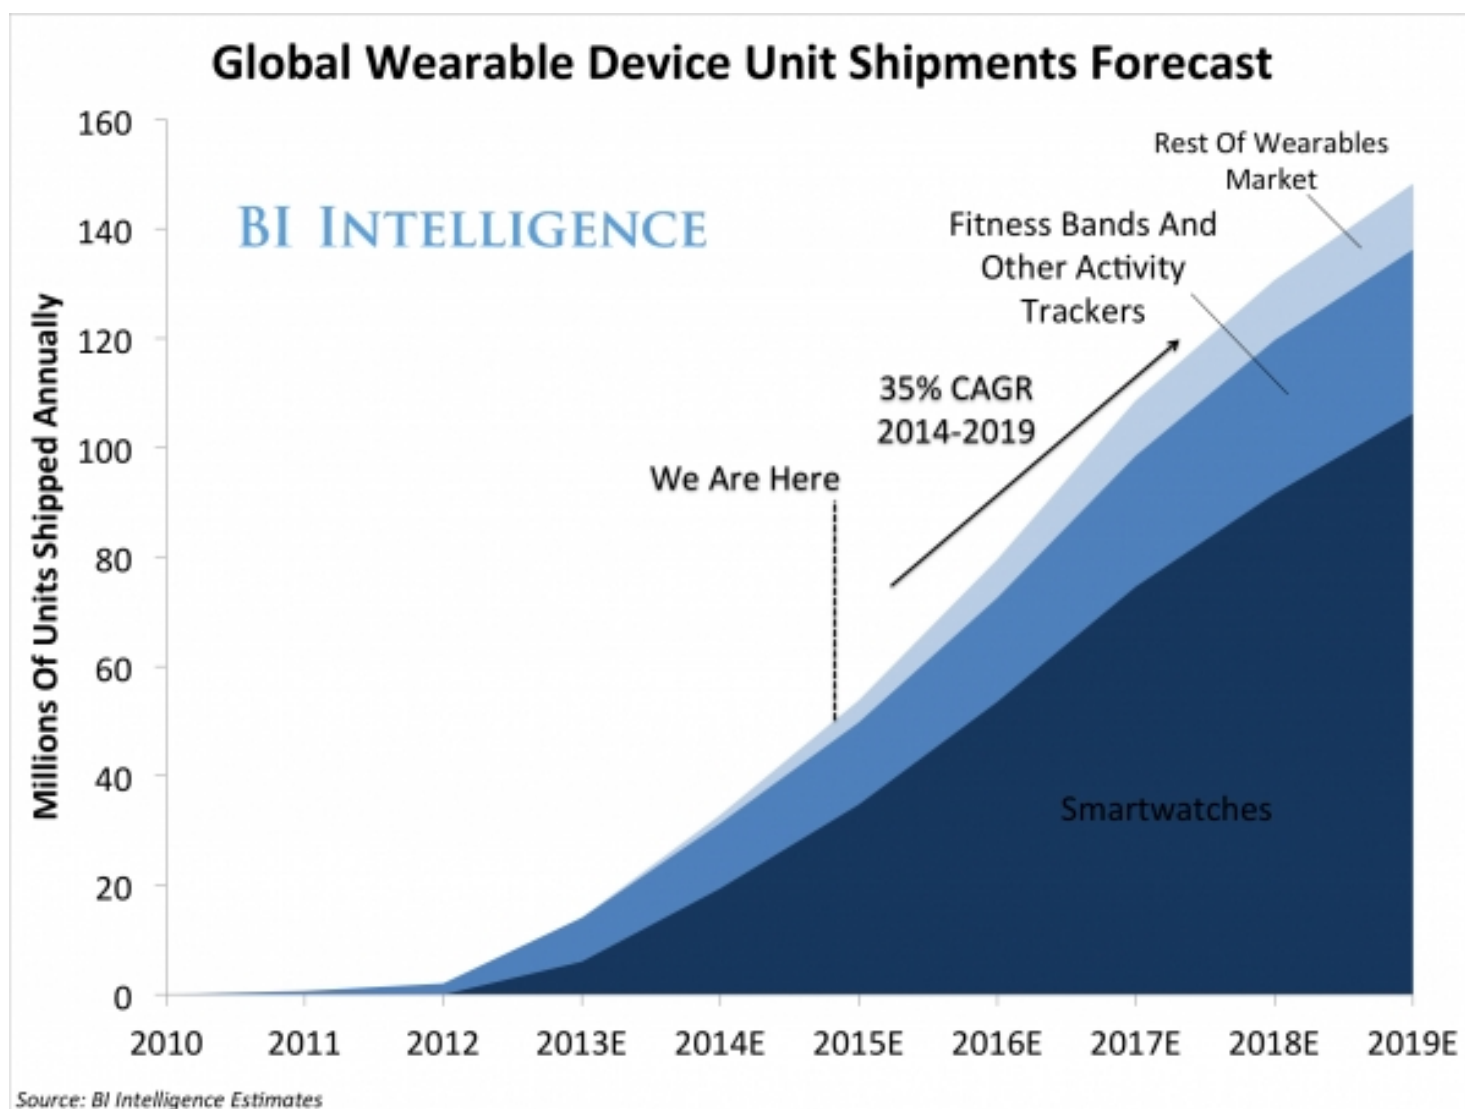 Global Wearable Device Unit Shipments Forecast
160
140
120
100
80
60
40
20
0
Millions Of Units Shipped Annually
BI INTELLIGENCE
Rest Of Wearables
Market
Fitness Bands And
Other Activity
Trackers
35% CAGR
2014-2019
We Are Here
Smartwatches
2010 2011 2012 2013E 2014E 2015E 2016E 2017E 2018E 2019E
Source: BI Intelligence Estimates